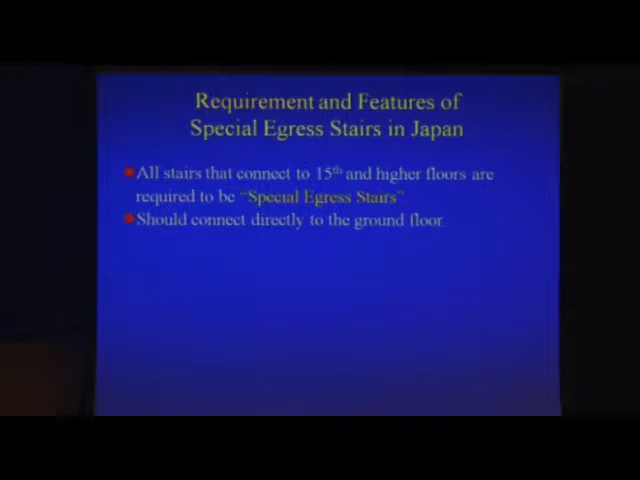 Requirement and Features of
Special Egress Stairs in Japan
All stairs that connect to 15th and higher floors are
required to be “Special Egress Stairs”
Should connect directly to the ground floor.